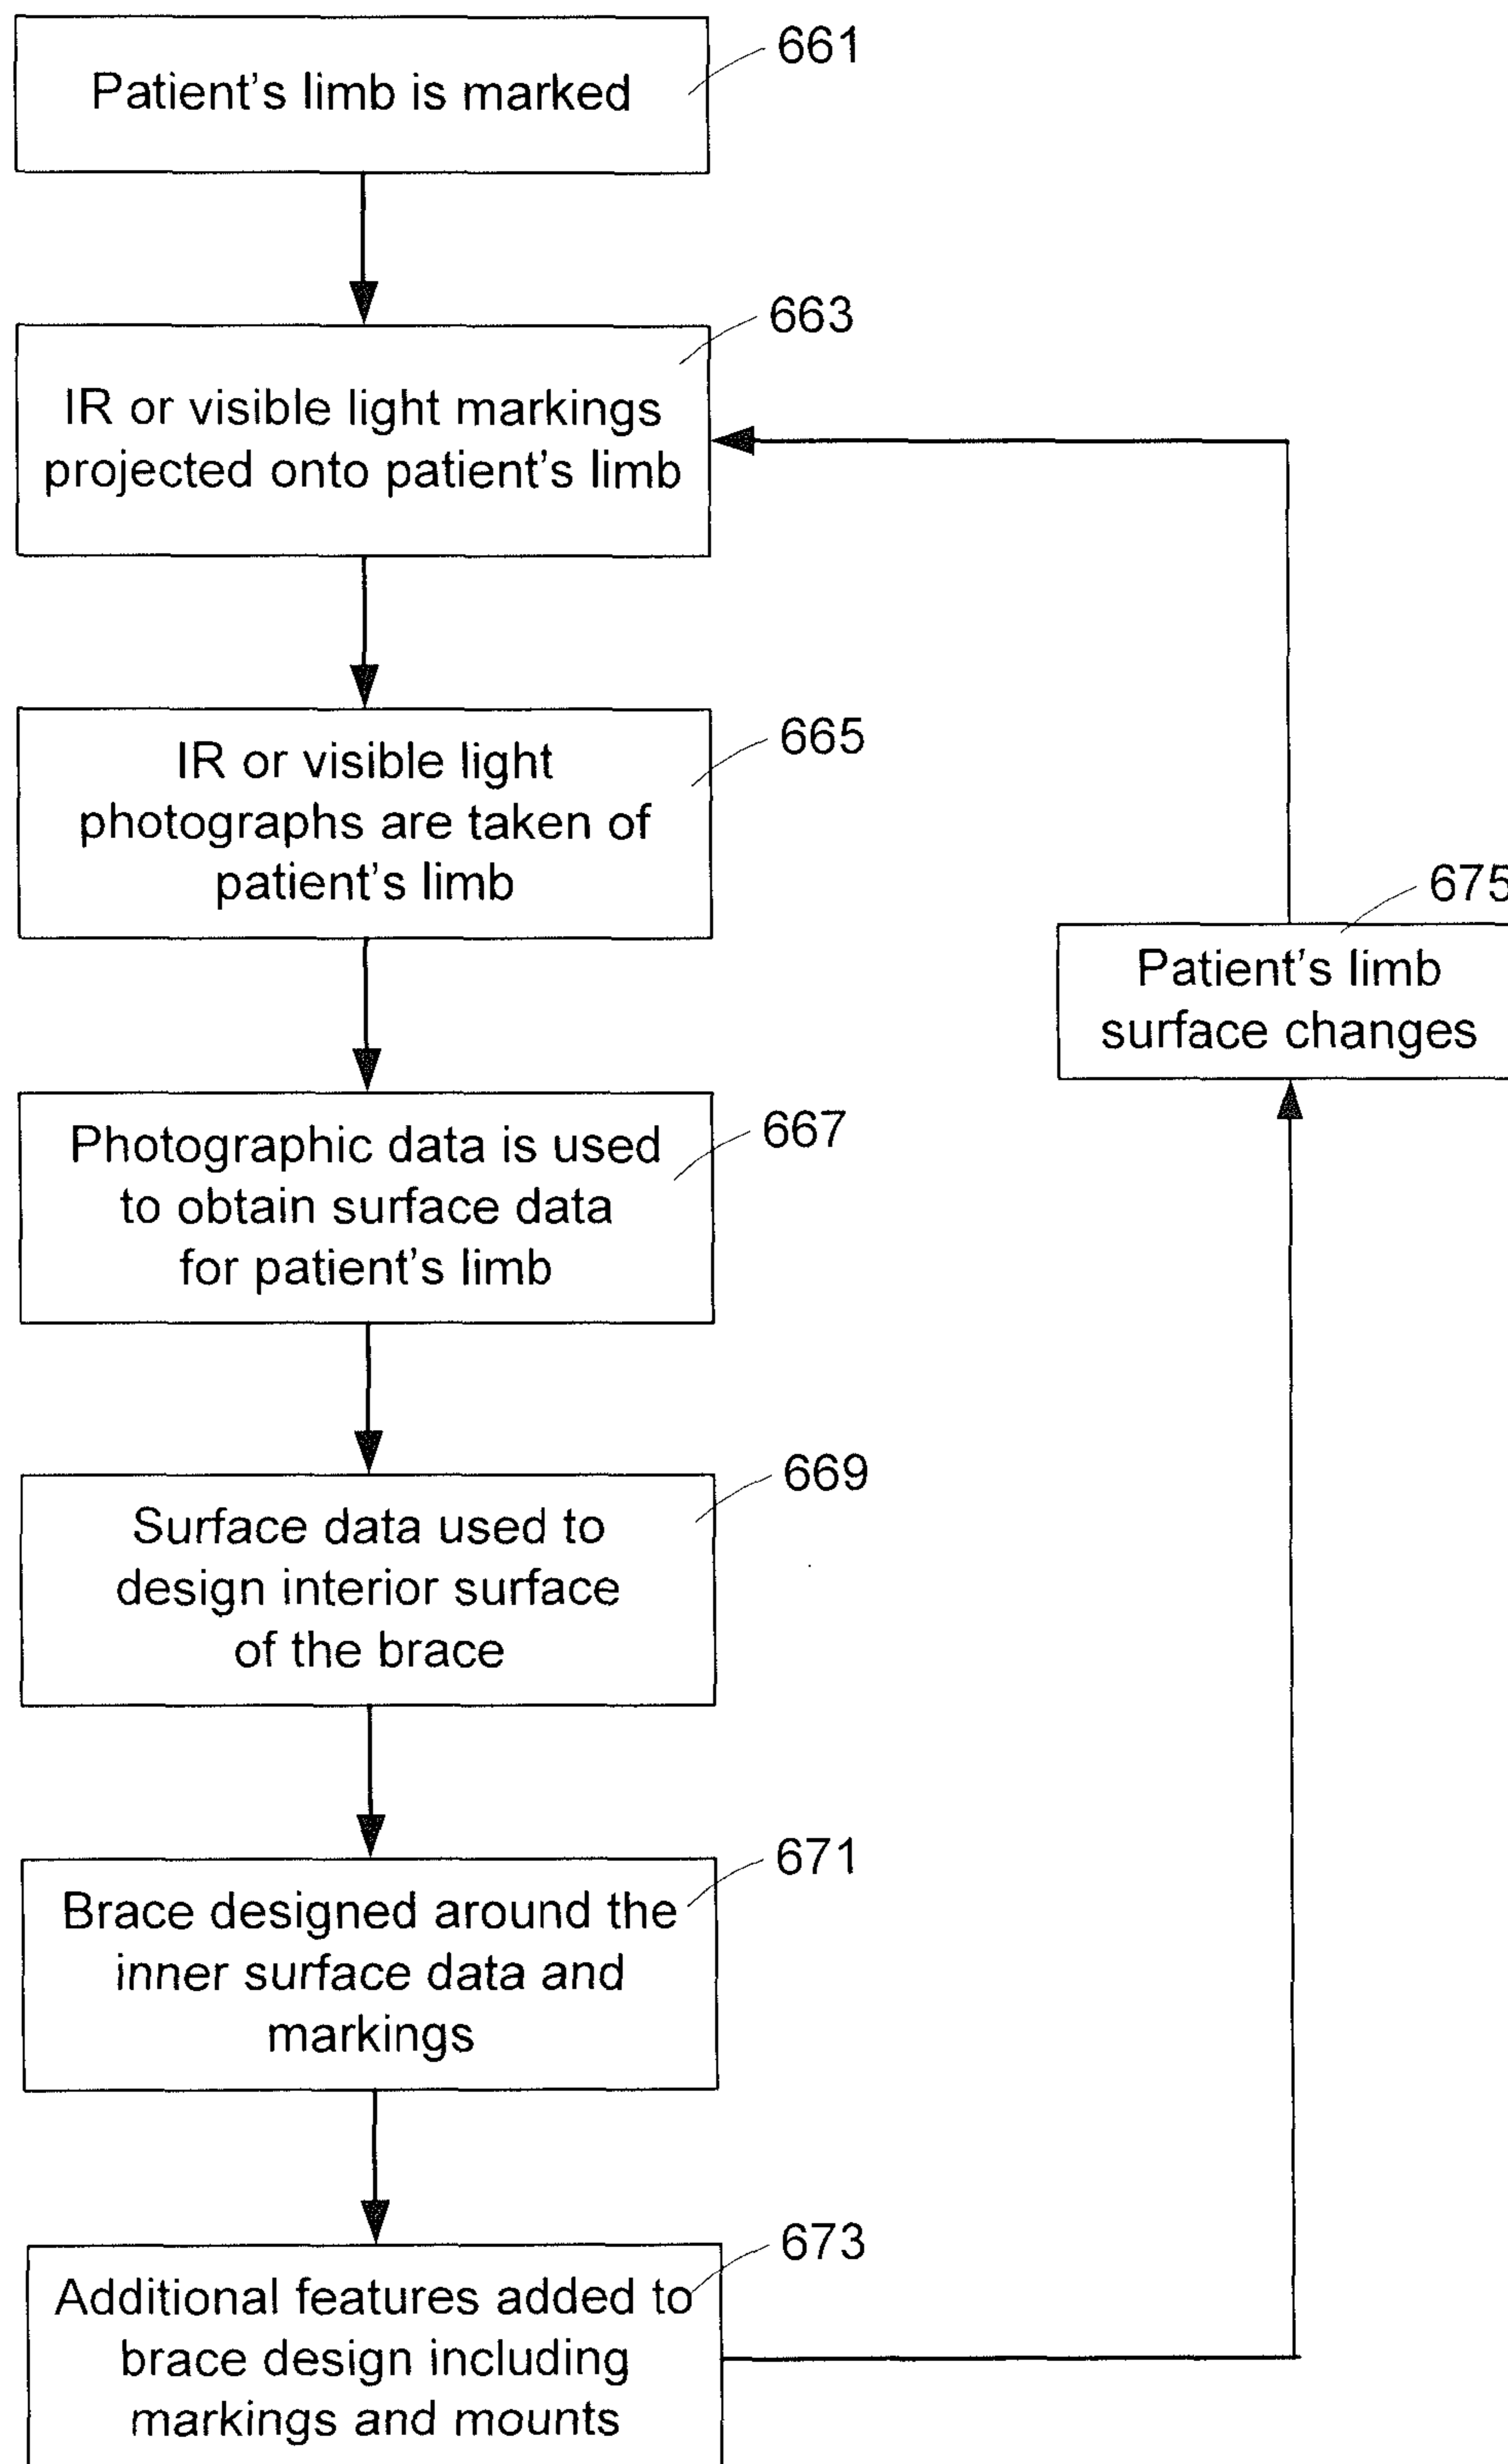 Patient's limb is marked
661
IR or visible light markings
projected onto patient's limb
663
IR or visible light
photographs are taken of
patient's limb
665
Patient's limb
surface changes
675
Photographic data is used
to obtain surface data
for patient's limb
667
Surface data used to
design interior surface
of the brace
669
Brace designed around the
inner surface data and
markings
671
Additional features added to
brace design including
markings and mounts
673